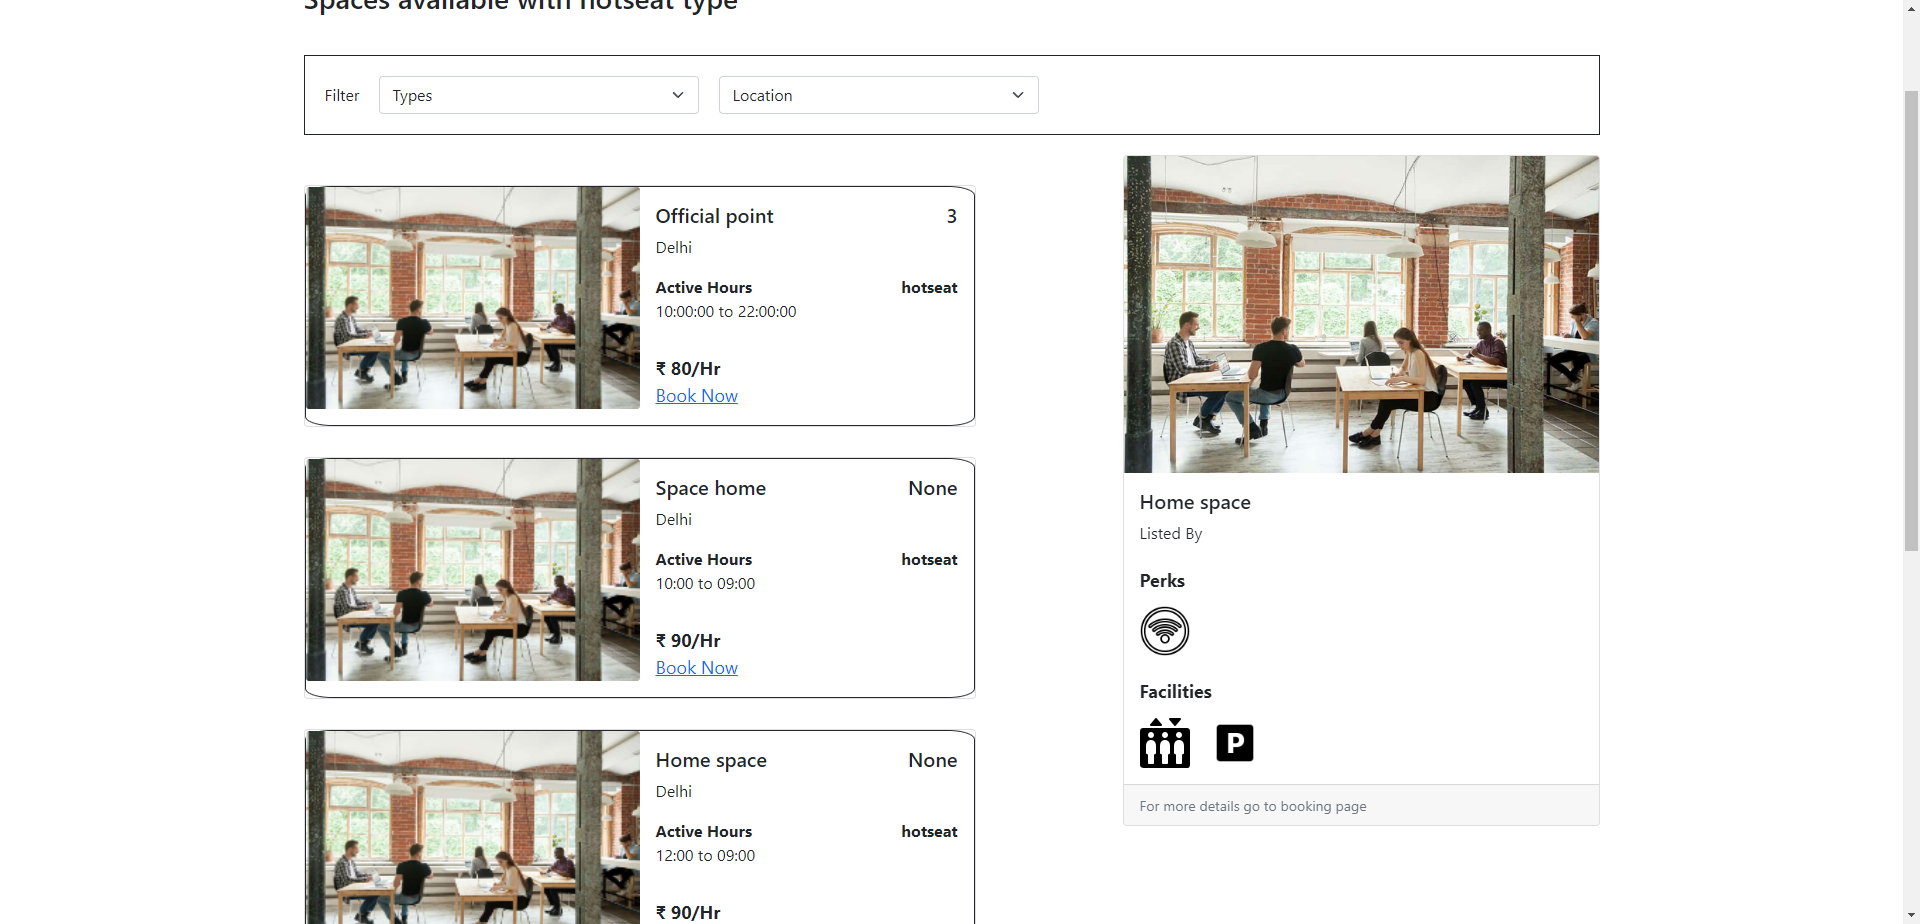 Spaces available with hotseat type
Filter
Types
Location
Official point
3
Delhi
Active Hours
hotseat
10:00:00 to 22:00:00
₹ 80/Hr
Book Now
Space home
None
Delhi
Active Hours
hotseat
10:00 to 09:00
₹ 90/Hr
Book Now
Home space
None
Delhi
Active Hours
hotseat
12:00 to 09:00
₹ 90/Hr
Home space
Listed By
Perks
Facilities
P
For more details go to booking page